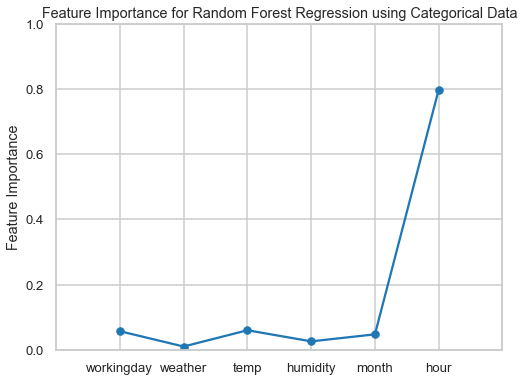 Feature Importance for Random Forest Regression using Categorical Data
1.0
0.8
0.6
0.4
0.2
0.0
Feature Importance
workingday weather temp humidity month hour